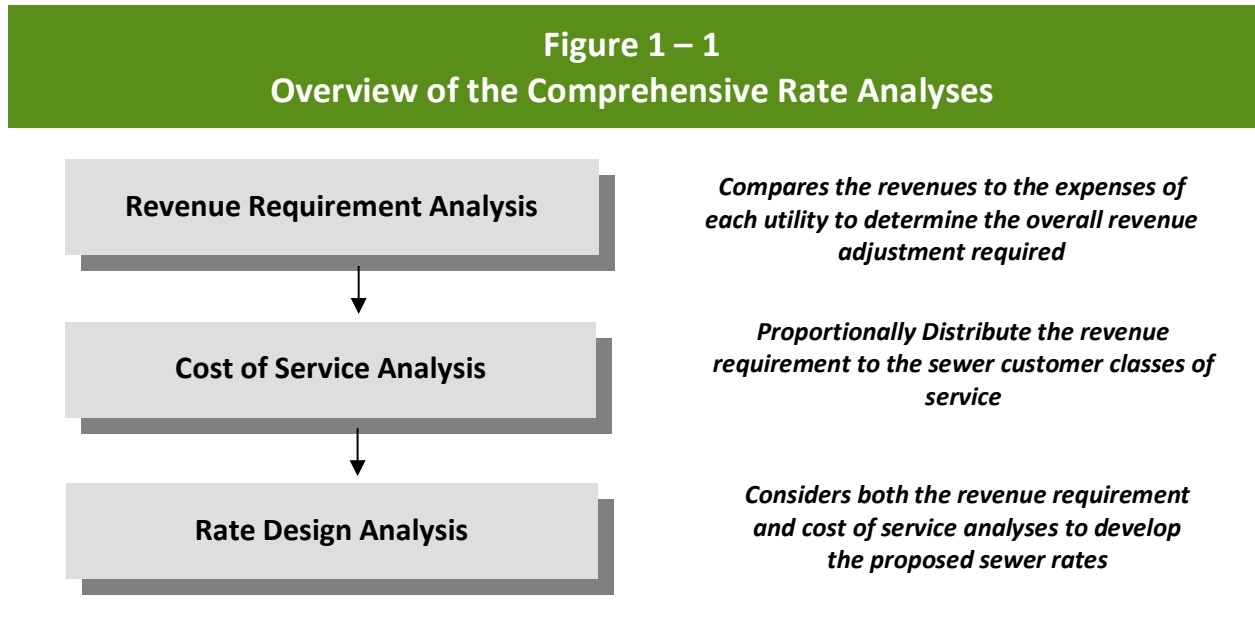 Figure 1 – 1
Overview of the Comprehensive Rate Analyses
Revenue Requirement Analysis
Compares the revenues to the expenses of
each utility to determine the overall revenue
adjustment required
Cost of Service Analysis
Proportionally Distribute the revenue
requirement to the sewer customer classes of
service
Rate Design Analysis
Considers both the revenue requirement
and cost of service analyses to develop
the proposed sewer rates